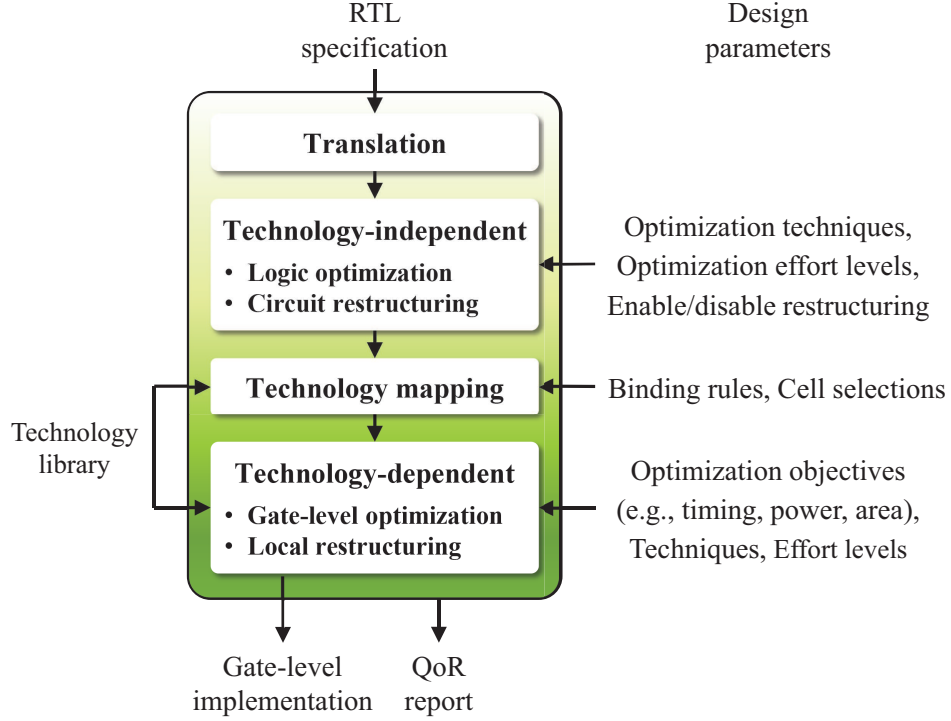 RTL
specification
Design
parameters
Translation
Technology-independent
• Logic optimization
• Circuit restructuring
Optimization techniques,
Optimization effort levels,
Enable/disable restructuring
Technology mapping
Binding rules, Cell selections
Technology
library
Technology-dependent
• Gate-level optimization
• Local restructuring
Optimization objectives
(e.g., timing, power, area),
Techniques, Effort levels
Gate-level
implementation
QoR
report